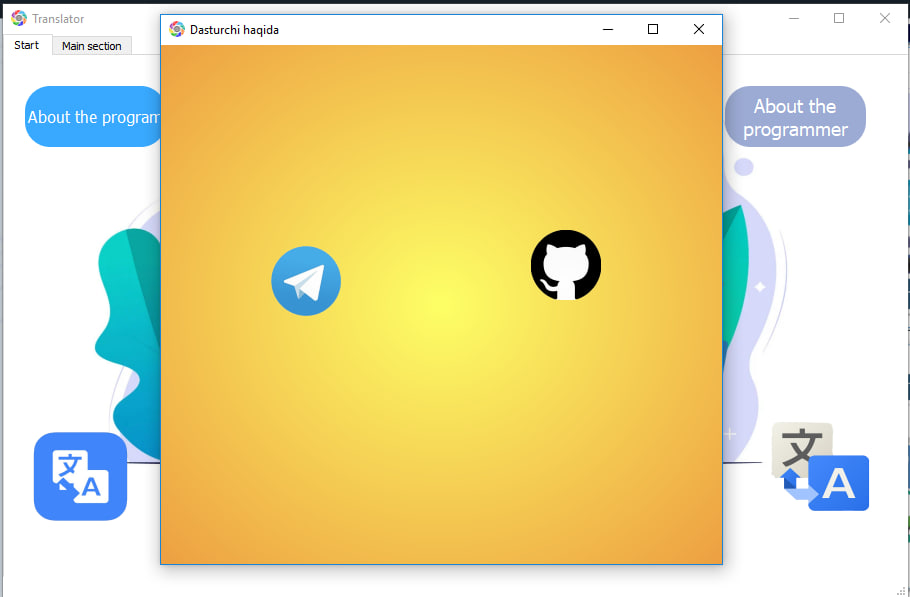 Translator
Dasturchi haqida
Start
Main section
About the program
About the
programmer
文
A
文
A